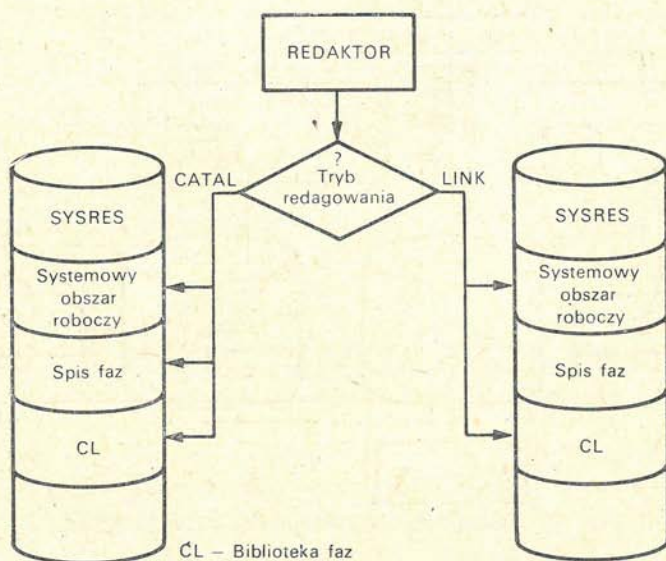 REDAKTOR
?
Tryb
redagowania
CATAL
LINK
SYSRES
Systemowy
obszar
roboczy
Spis faz
CL
SYSRES
Systemowy
obszar
roboczy
Spis faz
CL
CL – Biblioteka faz